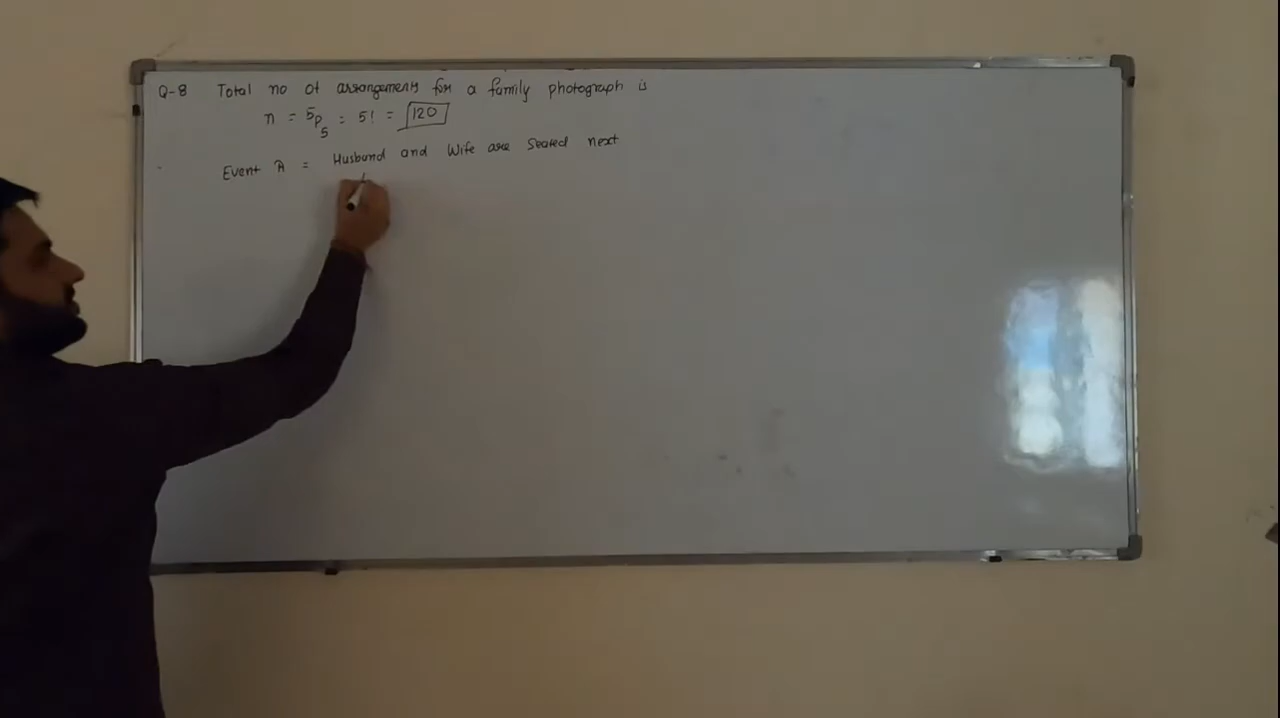 Q-8 Total no of arrangements for a family photograph is
n = 5P5 = 5! = 120
Event A = Husband and Wife are Seated next
t